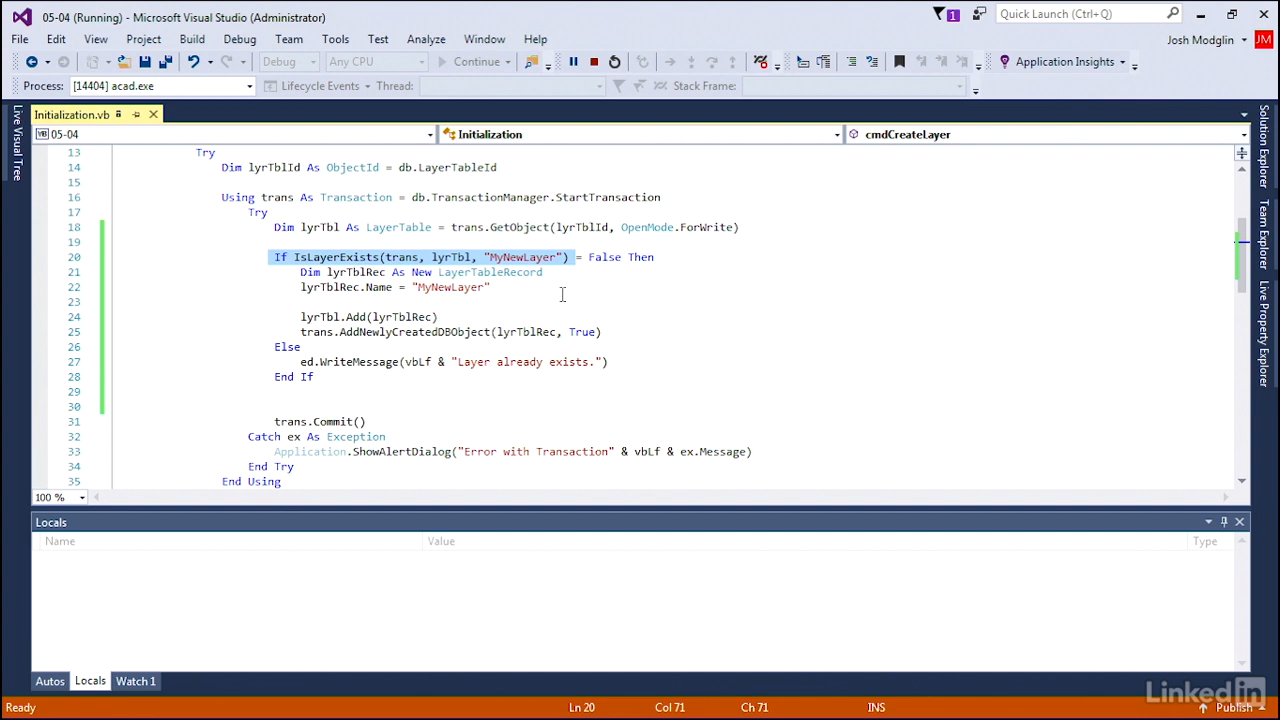 05-04 (Running) - Microsoft Visual Studio (Administrator)
1
Quick Launch (Ctrl+Q)
File Edit View Project Build Debug Team Tools Test Analyze Window Help
Josh Modglin
JM
Debug Any CPU Continue Application Insights
Process: [14404] acad.exe Lifecycle Events Thread: Stack Frame:
Initialization.vb
VB 05-04 Initialization cmdCreateLayer
Live Visual Tree
13 Try
14 Dim lyrTblId As ObjectId = db.LayerTableId
15
16 Using trans As Transaction = db.TransactionManager.StartTransaction
17 Try
18 Dim lyrTbl As LayerTable = trans.GetObject(lyrTblId, OpenMode.ForWrite)
19
20 If IsLayerExists(trans, lyrTbl, "MyNewLayer") = False Then
21 Dim lyrTblRec As New LayerTableRecord
22 lyrTblRec.Name = "MyNewLayer"
23
24 lyrTbl.Add(lyrTblRec)
25 trans.AddNewlyCreatedDBObject(lyrTblRec, True)
26 Else
27 ed.WriteMessage(vbLf & "Layer already exists.")
28 End If
29
30
31 trans.Commit()
32 Catch ex As Exception
33 Application.ShowAlertDialog("Error with Transaction" & vbLf & ex.Message)
34 End Try
35 End Using
100 %
Solution Explorer
Team Explorer
Live Property Explorer
Locals
Name Value Type
Autos Locals Watch 1
LinkedIn
Ready Ln 20 Col 71 Ch 71 INS Publish